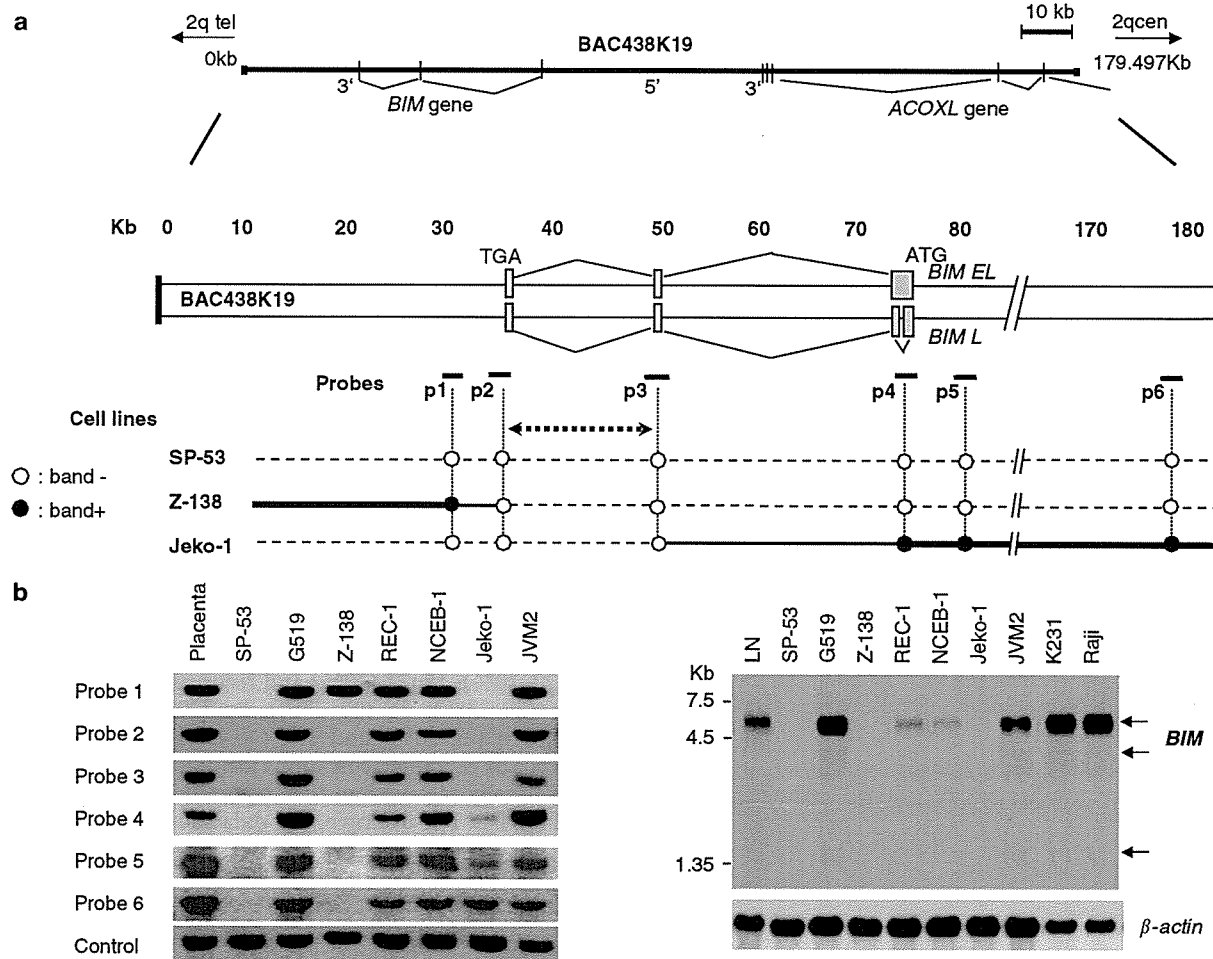 a
2q tel
10 kb
2qcen
BAC438K19
0kb
179.497Kb
3‘
5’
3‘
BIM gene
ACOXL gene
Kb 0 10 20 30 40 50 60 70 80 170 180
TGA
ATG
BIM EL
BAC438K19
BIM L
Probes
p1 p2 p3 p4 p5 p6
Cell lines
SP-53
: band -
Z-138
: band+
Jeko-1
b
Placenta SP-53 G519 Z-138 REC-1 NCEB-1 Jeko-1 JVM2
Probe 1
Probe 2
Probe 3
Probe 4
Probe 5
Probe 6
Control
LN SP-53 G519 Z-138 REC-1 NCEB-1 Jeko-1 JVM2 K231 Raji
Kb
7.5
4.5
BIM
1.35
β-actin